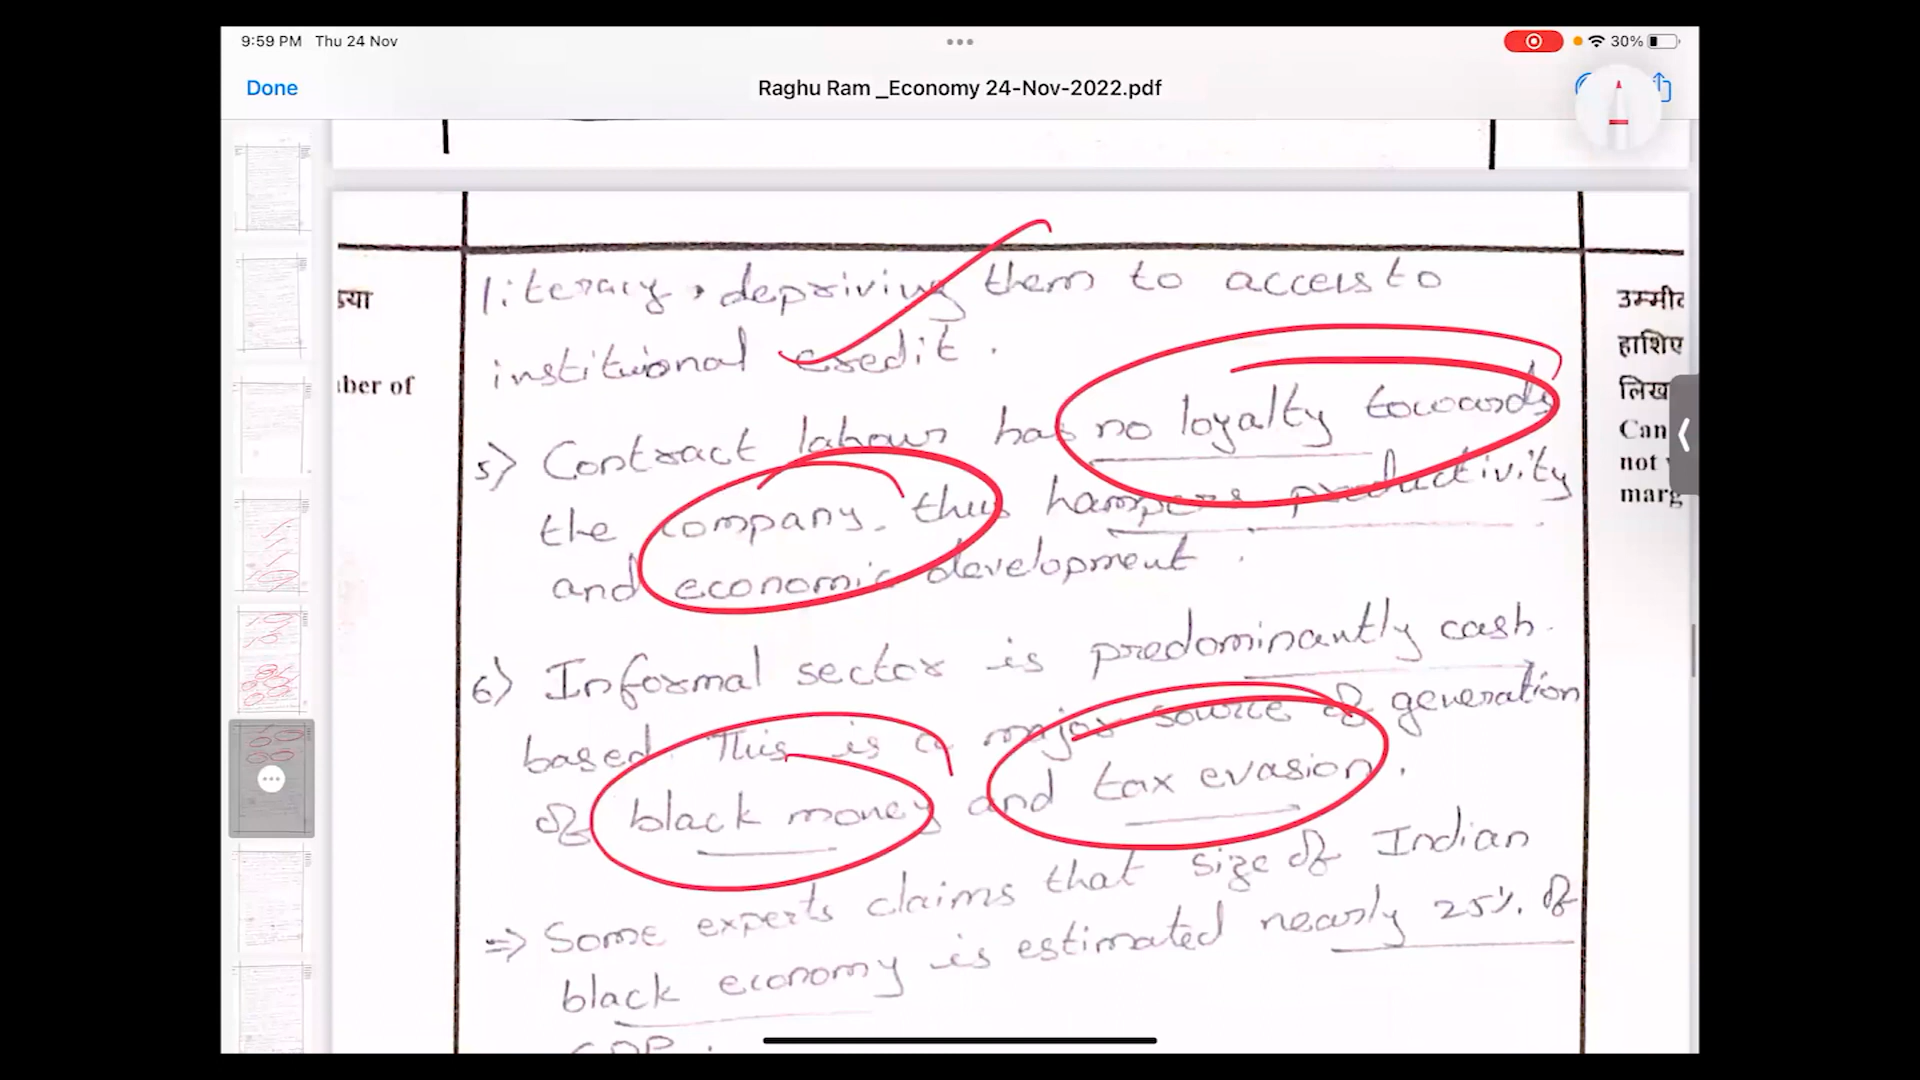 9:59 PM Thu 24 Nov
30%
Done
Raghu Ram _Economy 24-Nov-2022.pdf
literacy, depriving them to access to
institutional credit.
5) Contract labour has no loyalty towards
the company. thus hampers productivity
and economic development.
6) Informal sector is predominantly cash
based. This is a major source of generation
of black money and tax evasion.
=> Some experts claims that size of Indian
black economy is estimated nearly 25% of
GDP.
ber of
उम्मीद
हाशिए
लिख
Can
not
marg